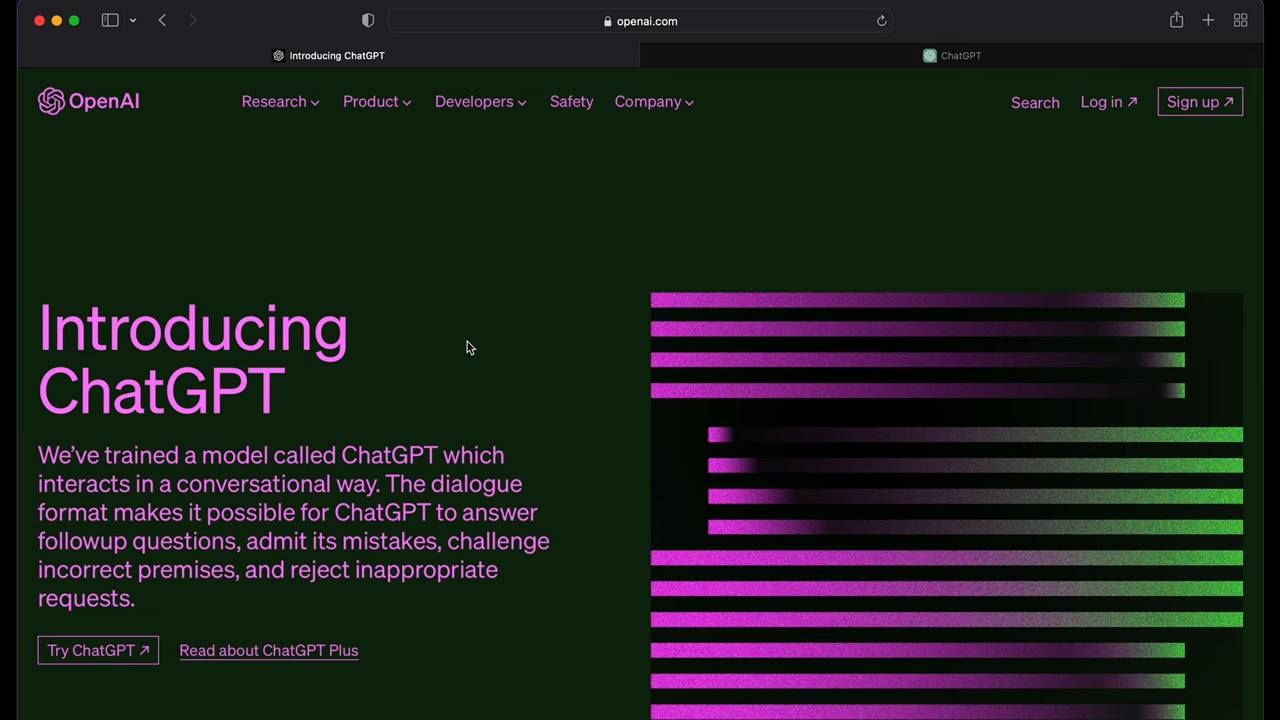 openai.com
Introducing ChatGPT
ChatGPT
OpenAI
Research
Product
Developers
Safety
Company
Search
Log in ↗
Sign up ↗
Introducing
ChatGPT
We’ve trained a model called ChatGPT which
interacts in a conversational way. The dialogue
format makes it possible for ChatGPT to answer
followup questions, admit its mistakes, challenge
incorrect premises, and reject inappropriate
requests.
Try ChatGPT ↗
Read about ChatGPT Plus